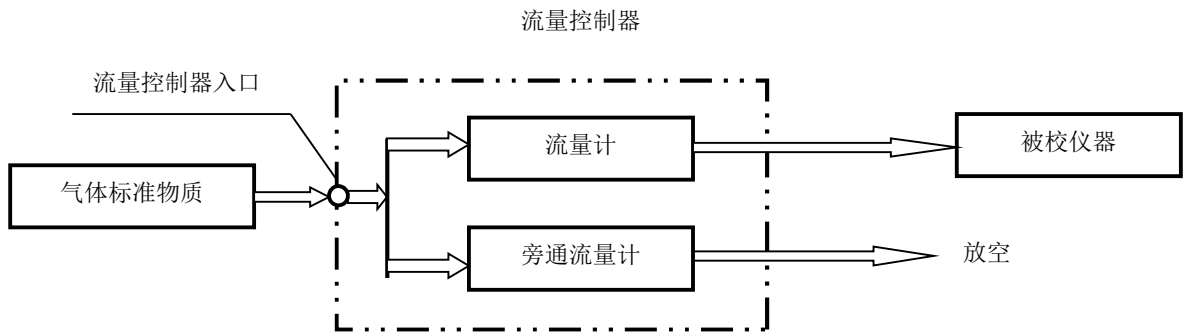 流量控制器
流量控制器入口
流量计
被校仪器
气体标准物质
旁通流量计
放空